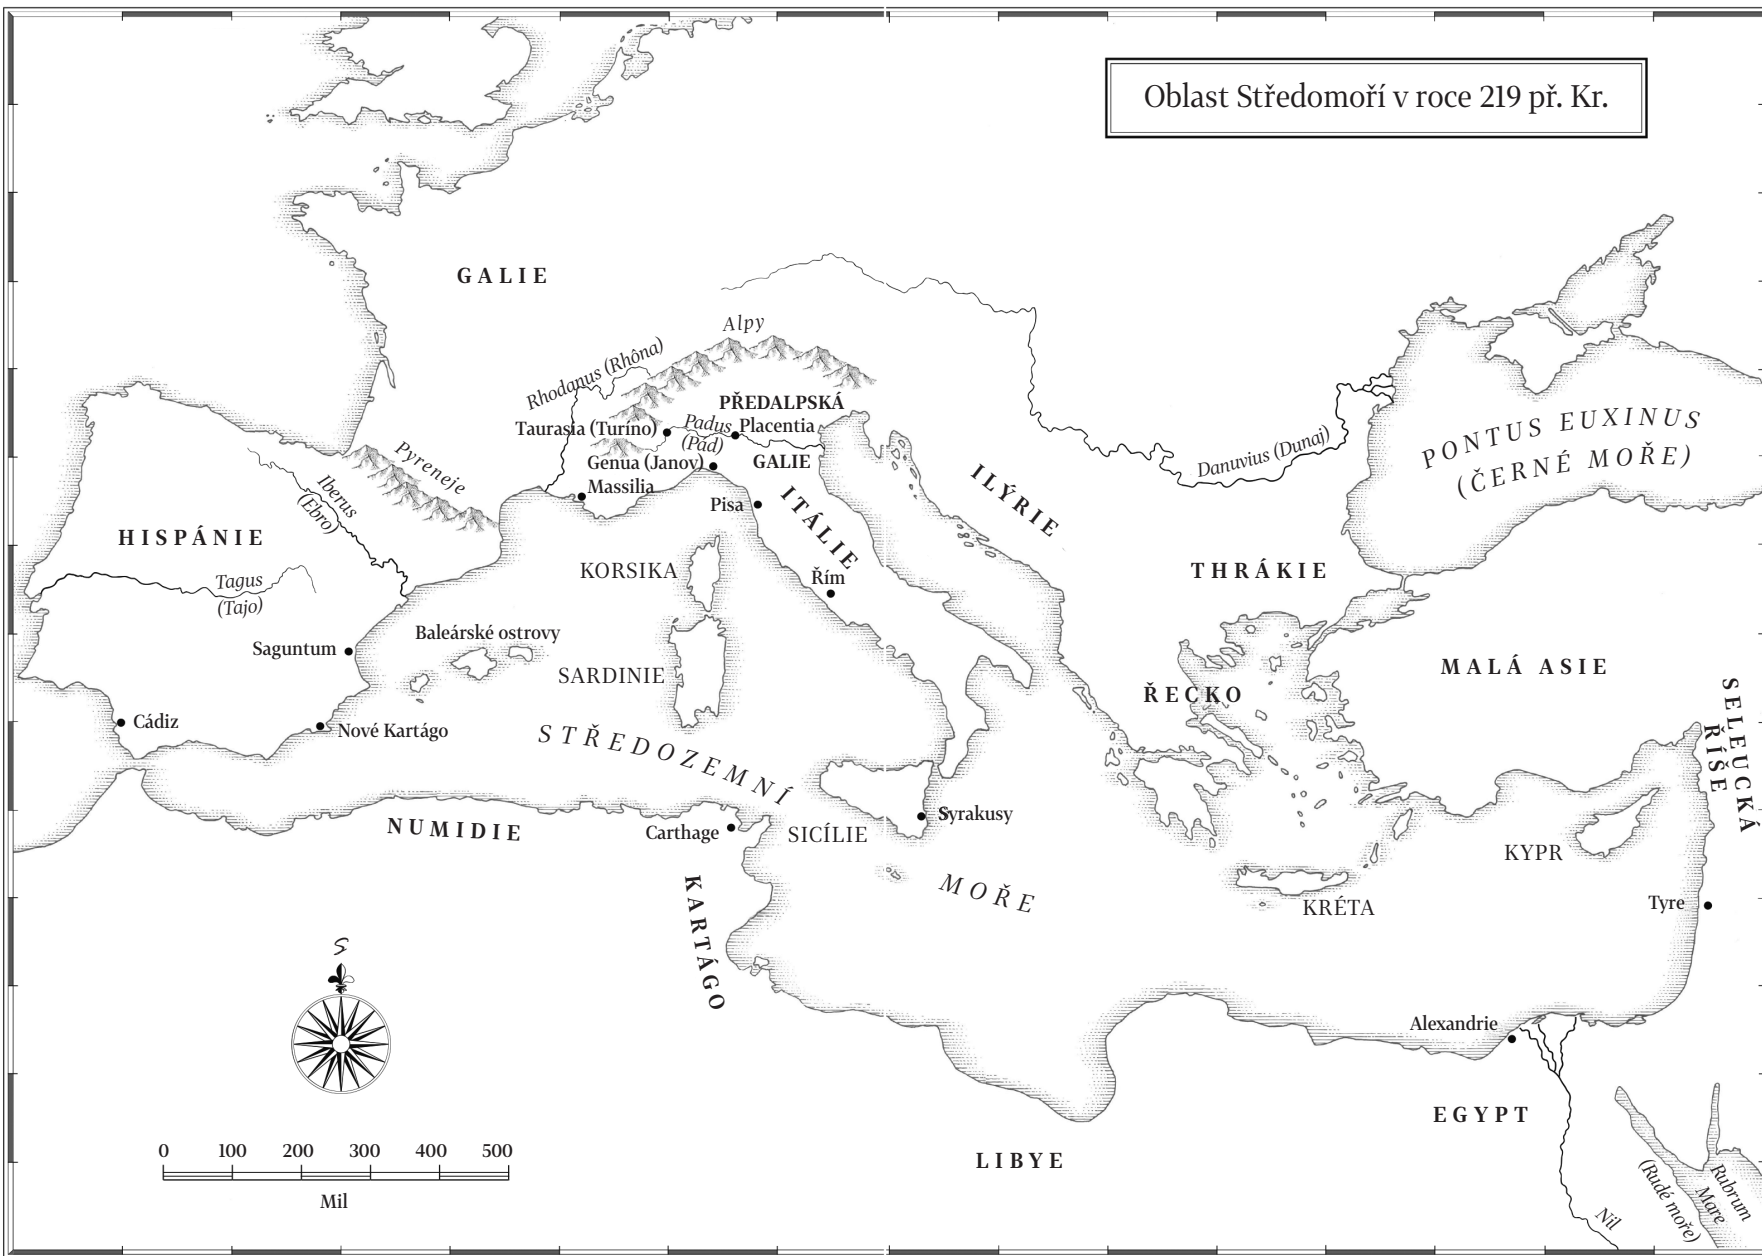 Oblast Středomoří v roce 219 př. Kr.
GALIE
Alpy
Rhodanus (Rhôna)
PŘEDALPSKÁ
GALIE
Taurasia (Turíno)
Padus
(Pád)
Placentia
Genua (Janov)
Massilia
Pisa
ITÁLIE
Řím
Pyreneje
Iberus
(Ebro)
HISPÁNIE
Tagus
(Tajo)
Saguntum
Baleárské ostrovy
Cádiz
Nové Kartágo
KORSIKA
SARDINIE
ILÝRIE
Danuvius (Dunaj)
PONTUS EUXINUS
(ČERNÉ MOŘE)
THRÁKIE
ŘECKO
MALÁ ASIE
SELEUCKÁ
ŘÍŠE
STŘEDOZEMNÍ
MOŘE
NUMIDIE
Carthage
SICÍLIE
Syrakusy
KARTÁGO
KRÉTA
KYPR
Tyre
Alexandrie
EGYPT
LIBYE
Nil
Rubrum
Mare
(Rudé moře)
S
0 100 200 300 400 500
Mil